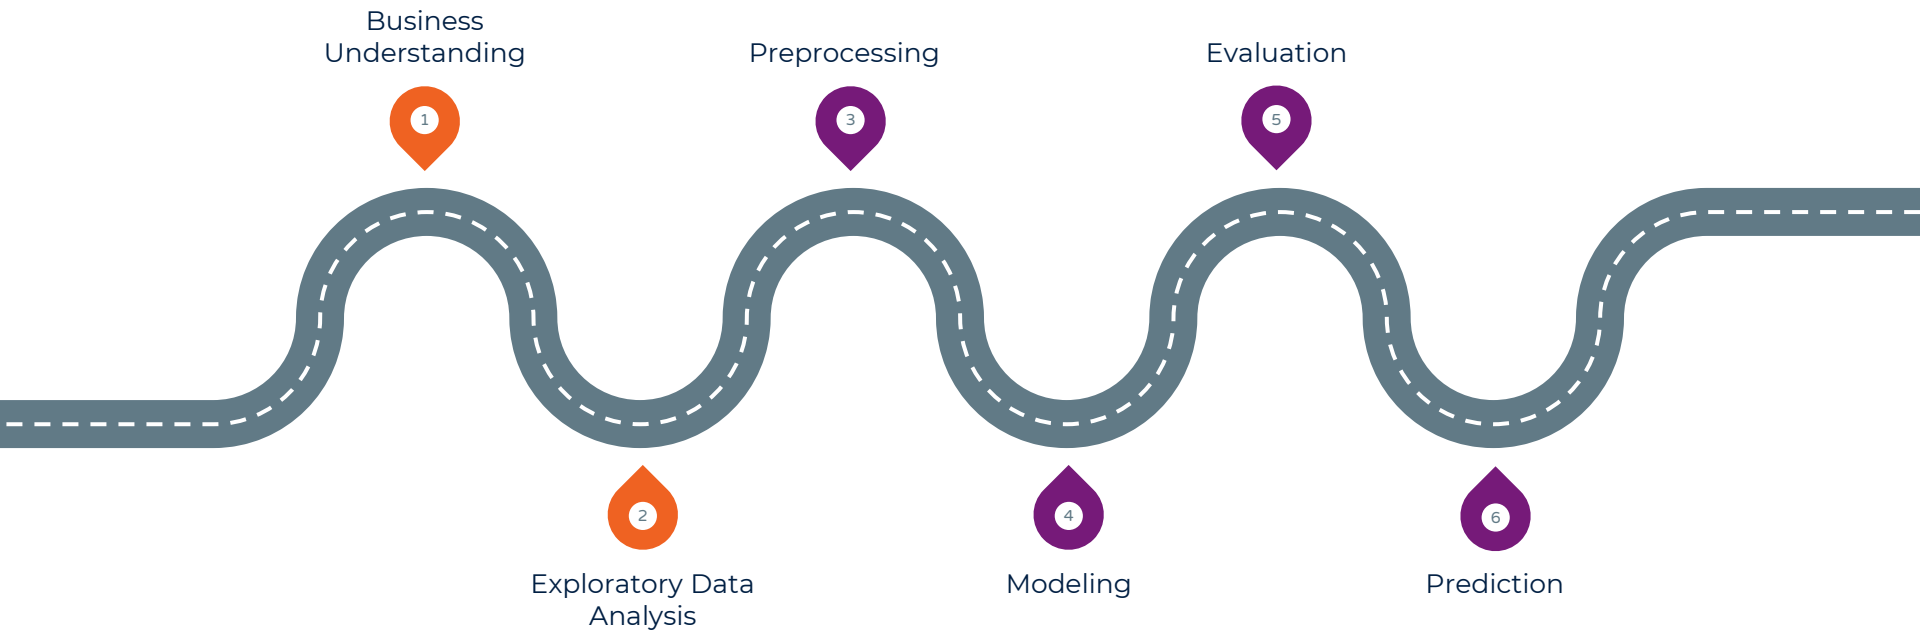 Business
Understanding
1
Exploratory Data
Analysis
2
Preprocessing
3
Modeling
4
Evaluation
5
Prediction
6